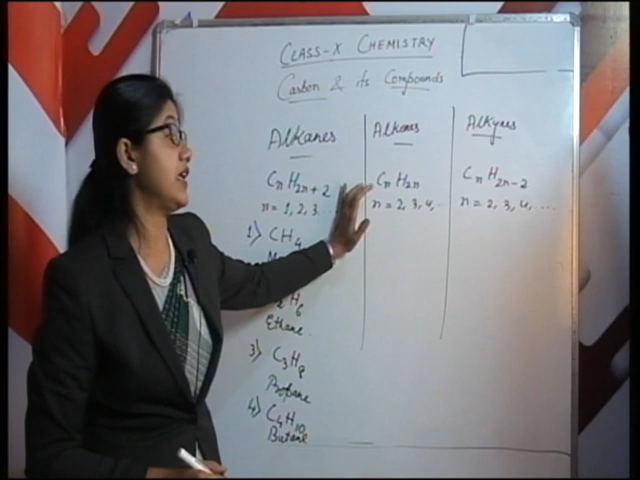 CLASS-X CHEMISTRY
Carbon & its Compounds
Alkanes
CnH2n+2
n = 1, 2, 3..
1) CH4
H6
Ethane
3) C3H8
Propane
4) C4H10
Butane
Alkenes
CnH2n
n = 2, 3, 4, ..
Alkynes
CnH2n-2
n = 2, 3, 4, ....